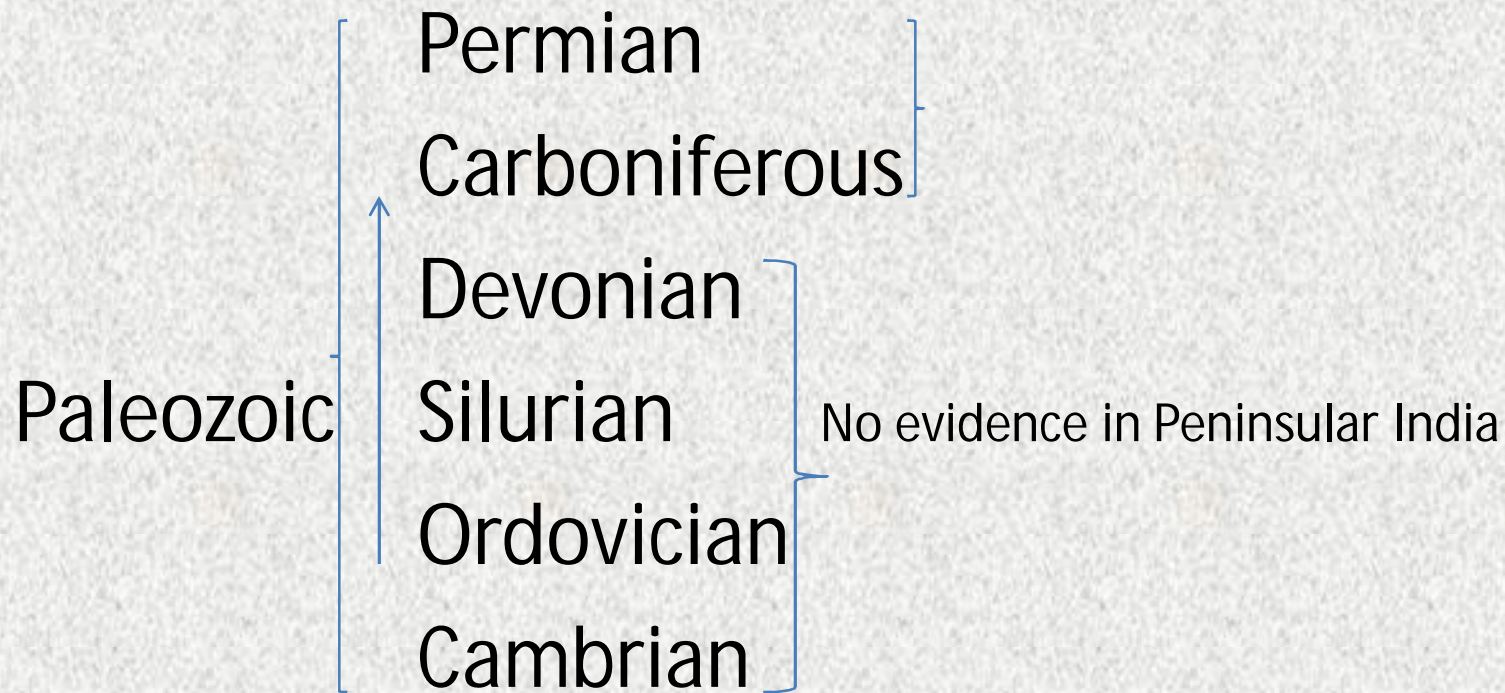 Permian
Carboniferous
Devonian
Paleozoic Silurian No evidence in Peninsular India
Ordovician
Cambrian